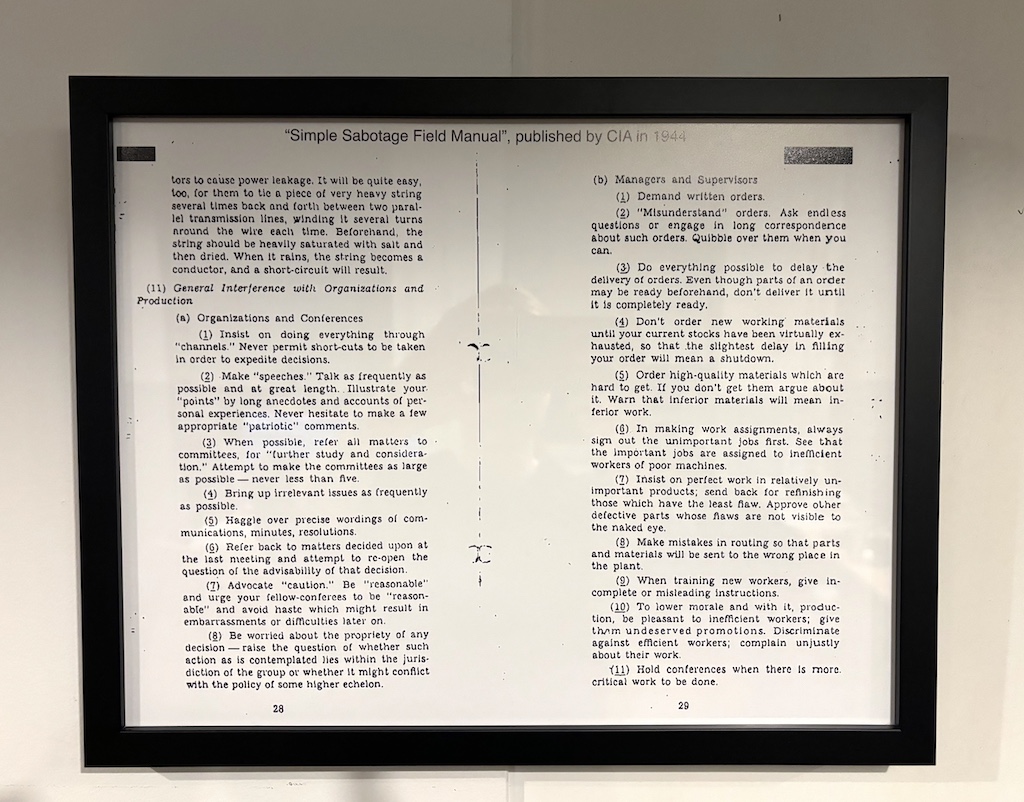 “Simple Sabotage Field Manual”, published by CIA in 1944
tors to cause power leakage. It will be quite easy,
too, for them to tie a piece of very heavy string
several times back and forth between two paral-
lel transmission lines, winding it several turns
around the wire each time. Beforehand, the
string should be heavily saturated with salt and
then dried. When it rains, the string becomes a
conductor, and a short-circuit will result.
(11) General Interference with Organizations and
Production
(a) Organizations and Conferences
(1) Insist on doing everything through
"channels." Never permit short-cuts to be taken
in order to expedite decisions.
(2) Make "speeches." Talk as frequently as
possible and at great length. Illustrate your
"points" by long anecdotes and accounts of per-
sonal experiences. Never hesitate to make a few
appropriate "patriotic" comments.
(3) When possible, refer all matters to
committees, for "further study and considera-
tion." Attempt to make the committees as large
as possible — never less than five.
(4) Bring up irrelevant issues as frequently
as possible.
(5) Haggle over precise wordings of com-
munications, minutes, resolutions.
(6) Refer back to matters decided upon at
the last meeting and attempt to re-open the
question of the advisability of that decision.
(7) Advocate "caution." Be "reasonable"
and urge your fellow-conferees to be "reason-
able" and avoid haste which might result in
embarrassments or difficulties later on.
(8) Be worried about the propriety of any
decision — raise the question of whether such
action as is contemplated lies within the juris-
diction of the group or whether it might conflict
with the policy of some higher echelon.
28
(b) Managers and Supervisors
(1) Demand written orders.
(2) "Misunderstand" orders. Ask endless
questions or engage in long correspondence
about such orders. Quibble over them when you
can.
(3) Do everything possible to delay the
delivery of orders. Even though parts of an order
may be ready beforehand, don't deliver it until
it is completely ready.
(4) Don't order new working materials
until your current stocks have been virtually ex-
hausted, so that the slightest delay in filling
your order will mean a shutdown.
(5) Order high-quality materials which are
hard to get. If you don't get them argue about
it. Warn that inferior materials will mean in-
ferior work.
(6) In making work assignments, always
sign out the unimportant jobs first. See that
the important jobs are assigned to inefficient
workers of poor machines.
(7) Insist on perfect work in relatively un-
important products; send back for refinishing
those which have the least flaw. Approve other
defective parts whose flaws are not visible to
the naked eye.
(8) Make mistakes in routing so that parts
and materials will be sent to the wrong place in
the plant.
(9) When training new workers, give in-
complete or misleading instructions.
(10) To lower morale and with it, produc-
tion, be pleasant to inefficient workers; give
them undeserved promotions. Discriminate
against efficient workers; complain unjustly
about their work.
(11) Hold conferences when there is more
critical work to be done.
29